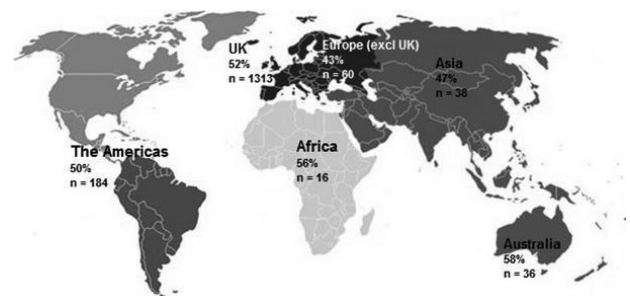 UK
52%
n = 1313
Europe (excl UK)
43%
n = 60
Asia
47%
n = 38
The Americas
50%
n = 184
Africa
56%
n = 16
Australia
58%
n = 36